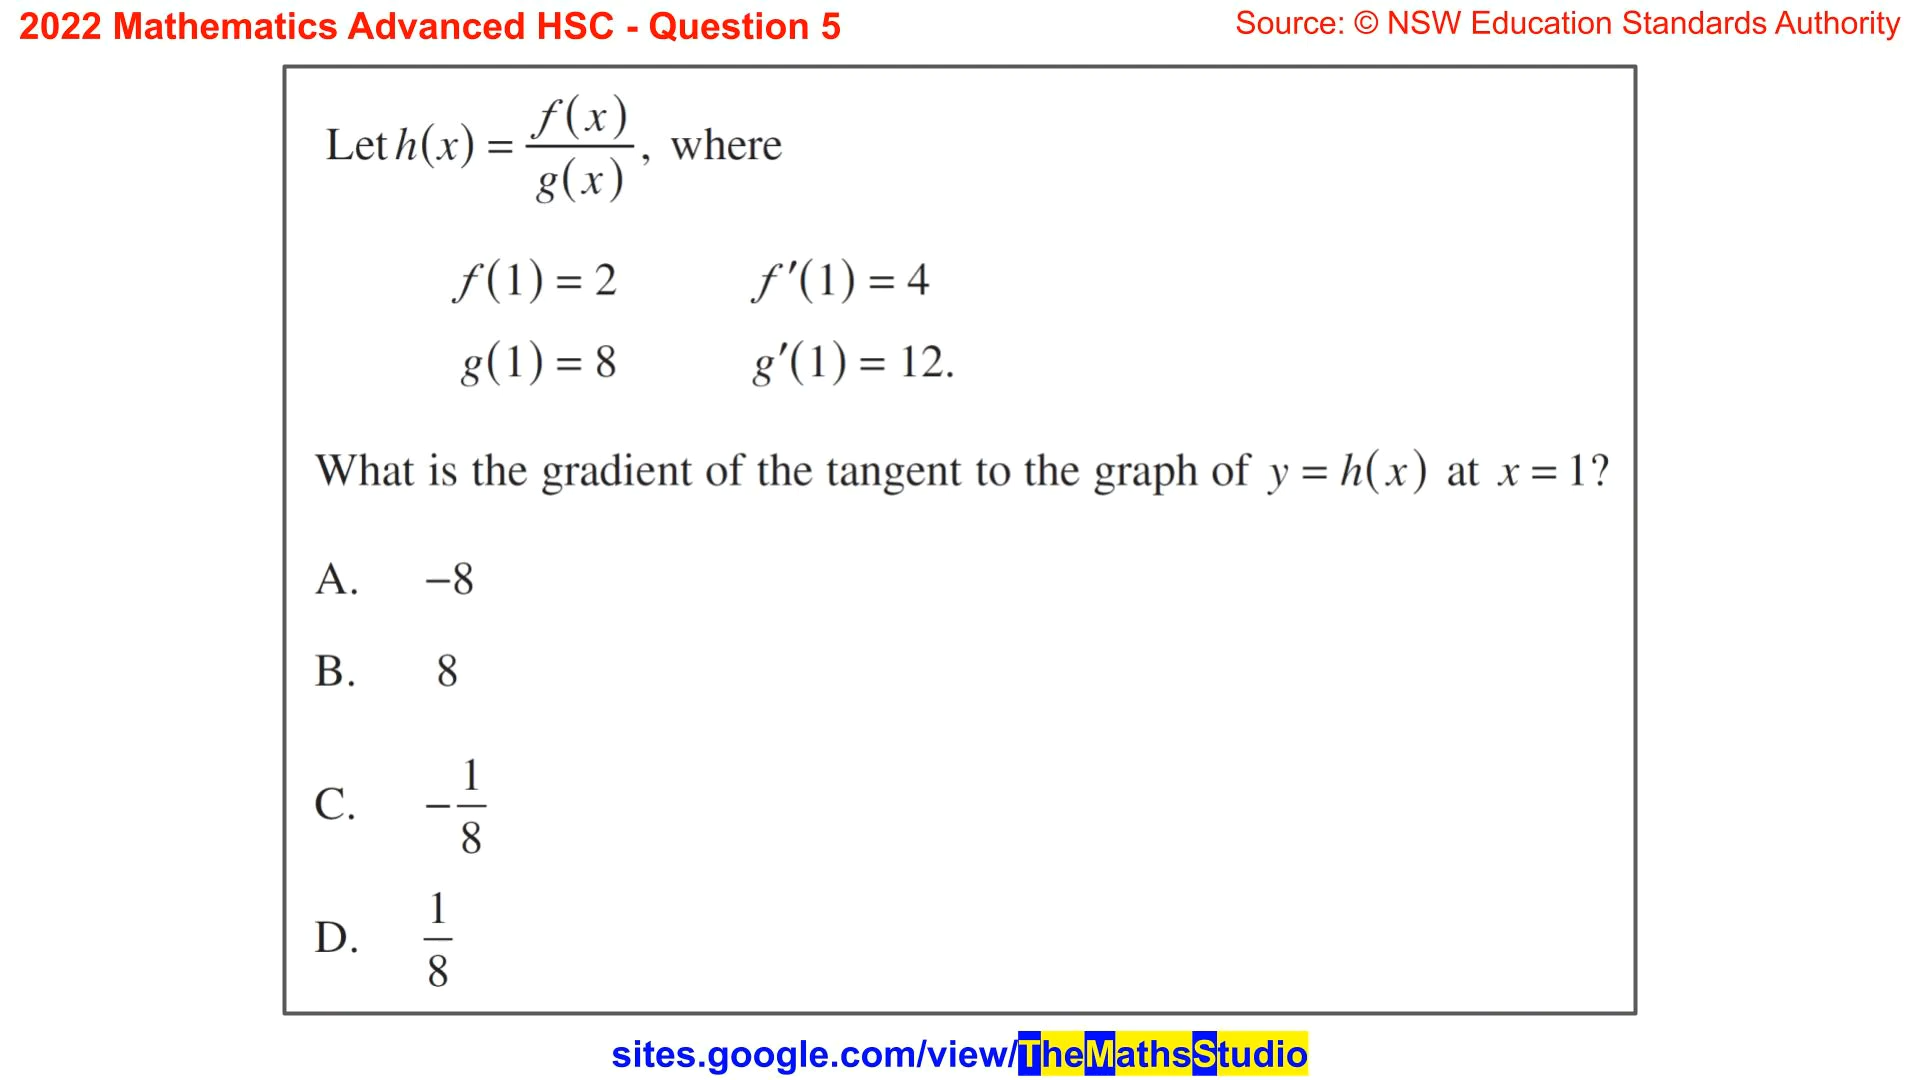 2022 Mathematics Advanced HSC - Question 5
Source: © NSW Education Standards Authority
Let h(x) = f(x)/g(x), where
f(1) = 2 f′(1) = 4
g(1) = 8 g′(1) = 12.
What is the gradient of the tangent to the graph of y = h(x) at x = 1?
A. −8
B. 8
C. −1/8
D. 1/8
sites.google.com/view/TheMathsStudio